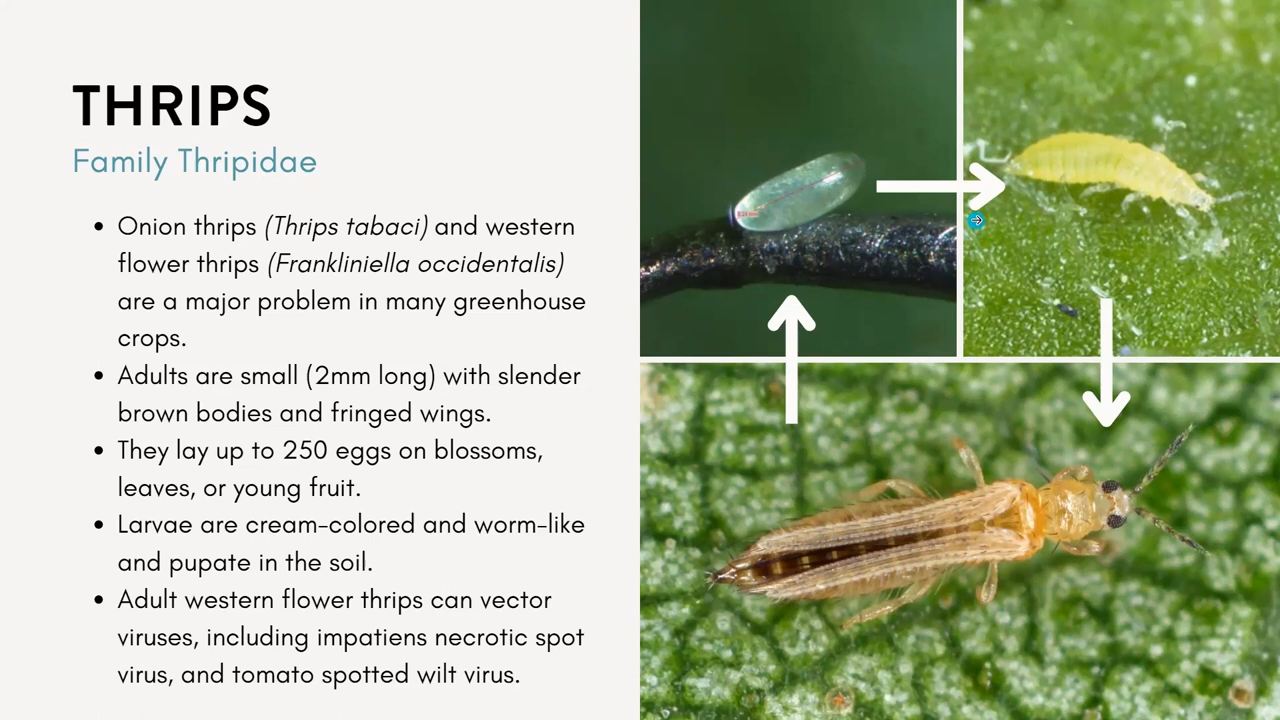 THRIPS
Family Thripidae
• Onion thrips (Thrips tabaci) and western
flower thrips (Frankliniella occidentalis)
are a major problem in many greenhouse
crops.
• Adults are small (2mm long) with slender
brown bodies and fringed wings.
• They lay up to 250 eggs on blossoms,
leaves, or young fruit.
• Larvae are cream-colored and worm-like
and pupate in the soil.
• Adult western flower thrips can vector
viruses, including impatiens necrotic spot
virus, and tomato spotted wilt virus.